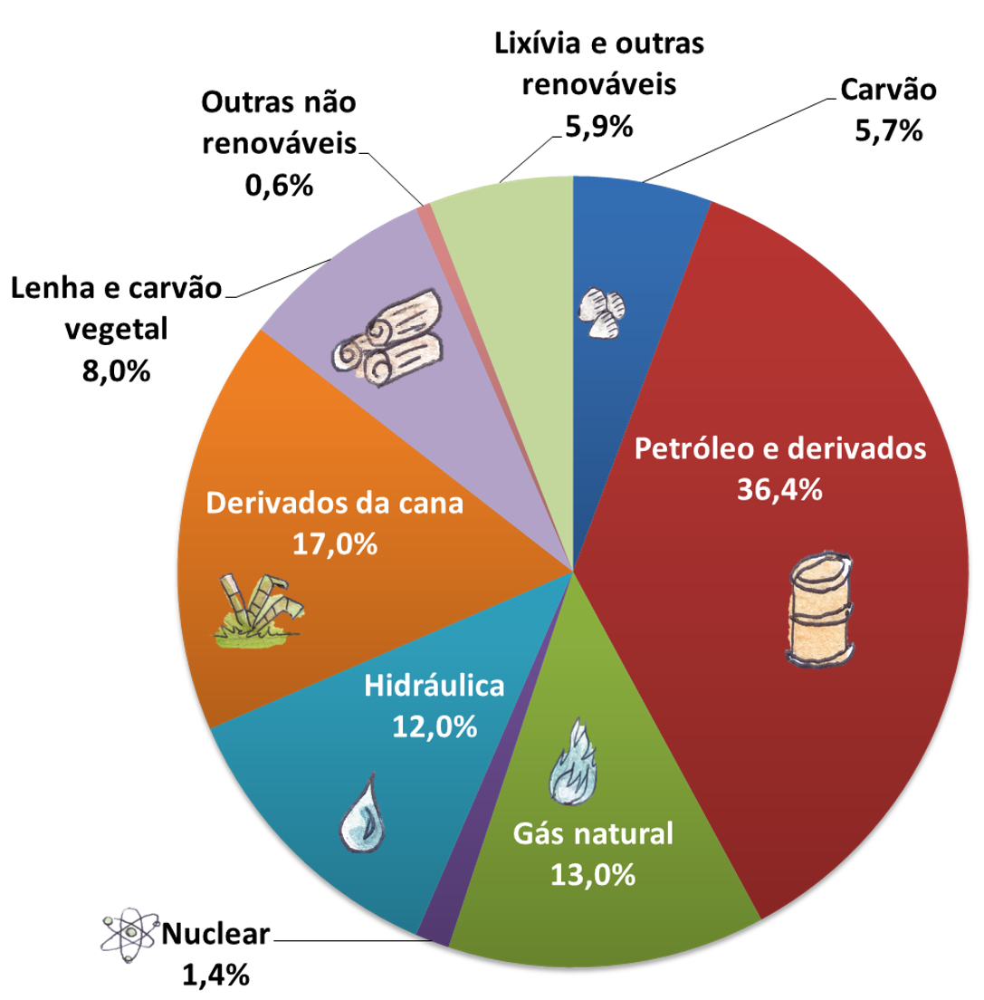 Lixívia e outras
renováveis
5,9%
Carvão
5,7%
Outras não
renováveis
0,6%
Lenha e carvão
vegetal
8,0%
Petróleo e derivados
36,4%
Derivados da cana
17,0%
Hidráulica
12,0%
Gás natural
13,0%
Nuclear
1,4%